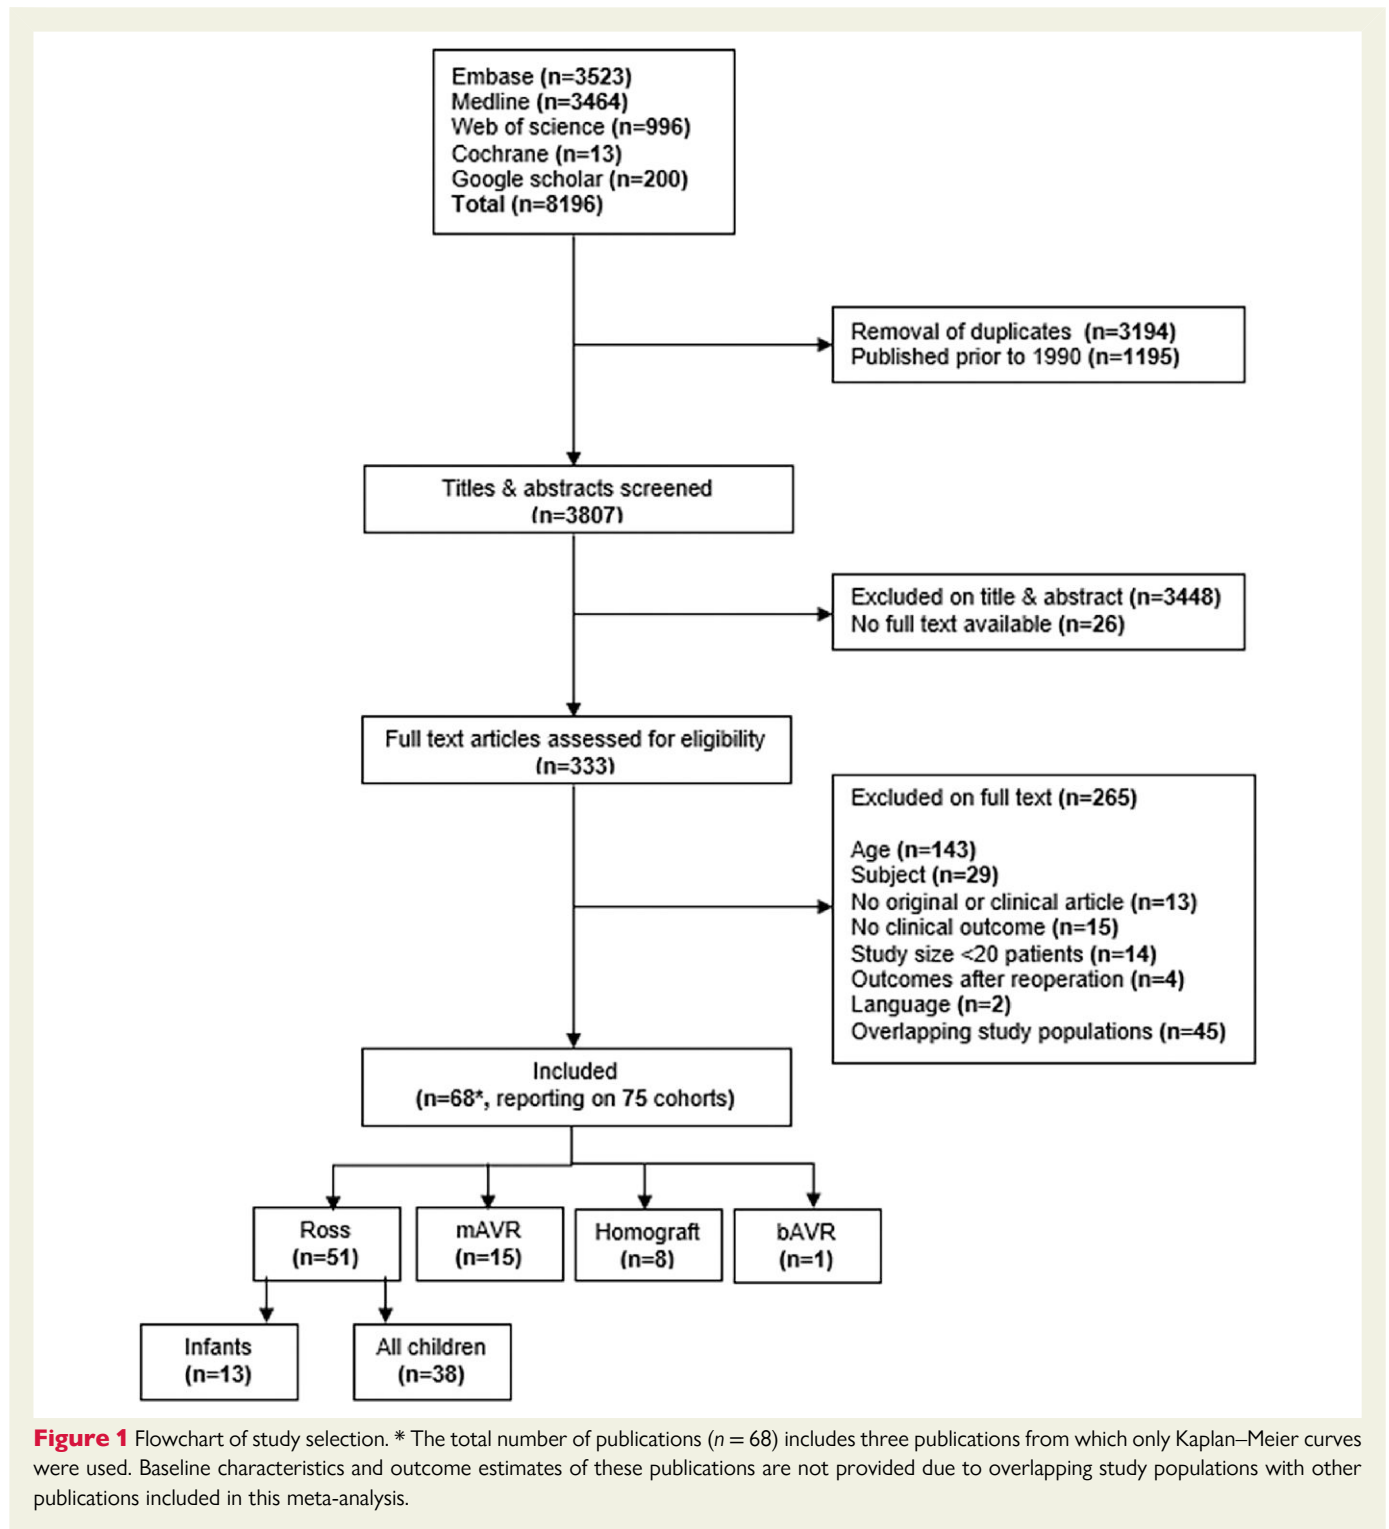 Embase (n=3523)
Medline (n=3464)
Web of science (n=996)
Cochrane (n=13)
Google scholar (n=200)
Total (n=8196)
Removal of duplicates (n=3194)
Published prior to 1990 (n=1195)
Titles & abstracts screened
(n=3807)
Excluded on title & abstract (n=3448)
No full text available (n=26)
Full text articles assessed for eligibility
(n=333)
Excluded on full text (n=265)
Age (n=143)
Subject (n=29)
No original or clinical article (n=13)
No clinical outcome (n=15)
Study size <20 patients (n=14)
Outcomes after reoperation (n=4)
Language (n=2)
Overlapping study populations (n=45)
Included
(n=68*, reporting on 75 cohorts)
Ross
(n=51)
mAVR
(n=15)
Homograft
(n=8)
bAVR
(n=1)
Infants
(n=13)
All children
(n=38)
Figure 1 Flowchart of study selection. * The total number of publications (n = 68) includes three publications from which only Kaplan–Meier curves
were used. Baseline characteristics and outcome estimates of these publications are not provided due to overlapping study populations with other
publications included in this meta-analysis.